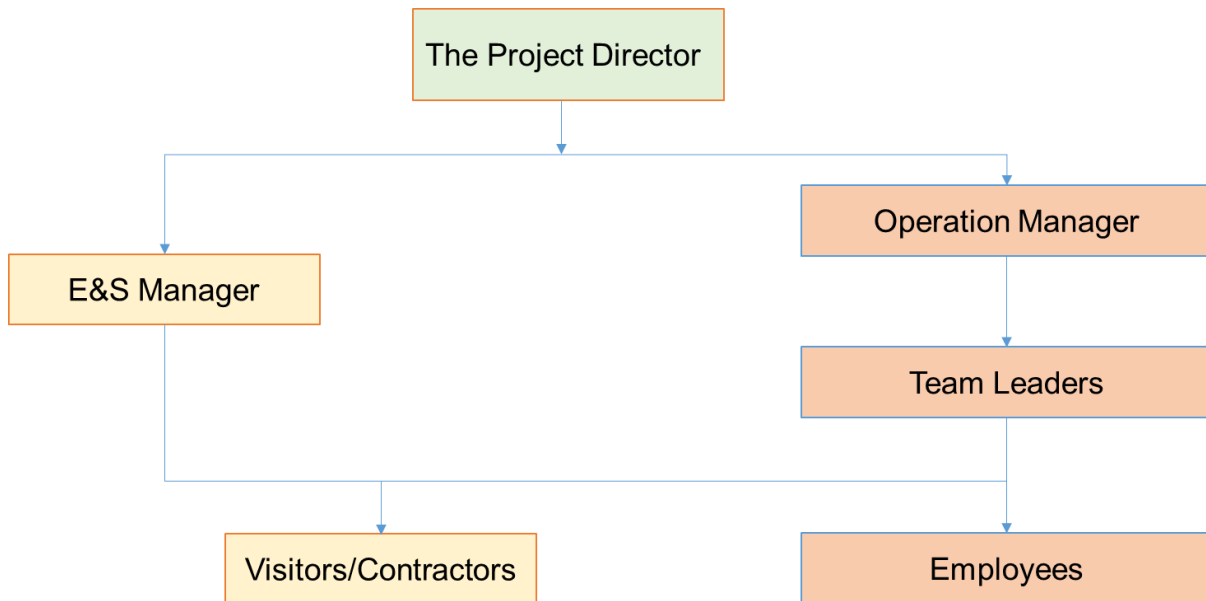 The Project Director
Operation Manager
E&S Manager
Team Leaders
Visitors/Contractors
Employees